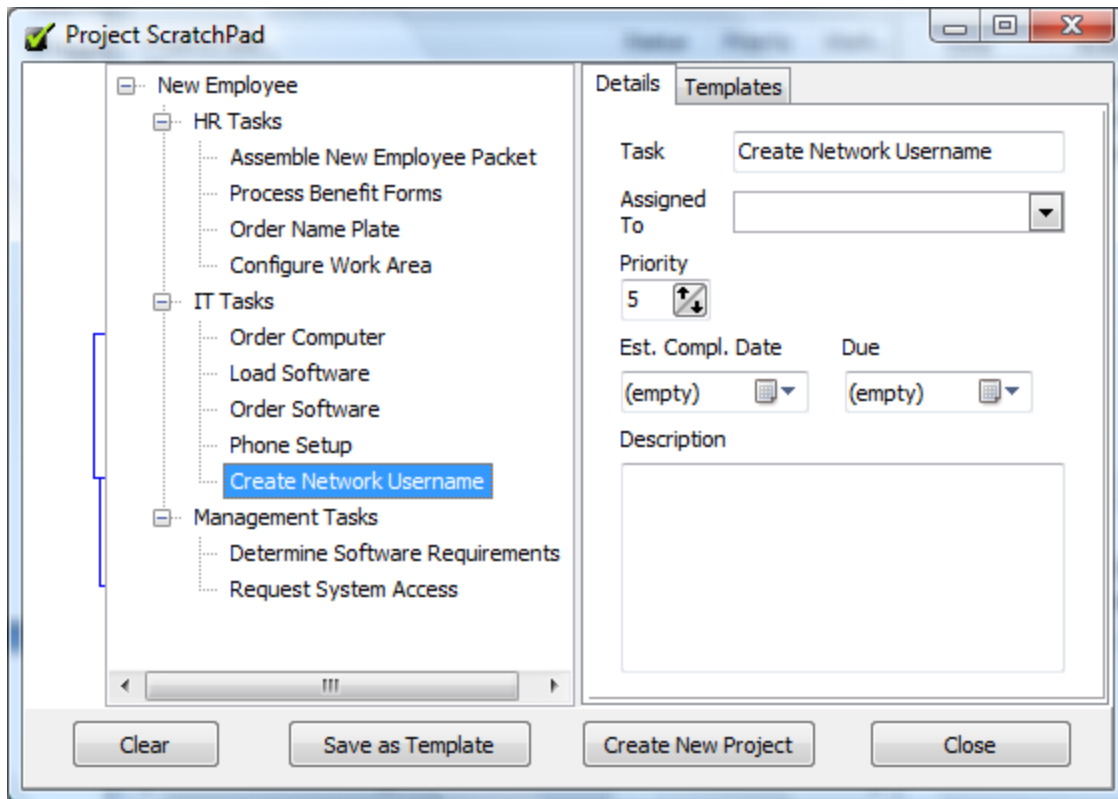 Project ScratchPad
New Employee
HR Tasks
Assemble New Employee Packet
Process Benefit Forms
Order Name Plate
Configure Work Area
IT Tasks
Order Computer
Load Software
Order Software
Phone Setup
Create Network Username
Management Tasks
Determine Software Requirements
Request System Access
Details
Templates
Task
Create Network Username
Assigned
To
Priority
5
Est. Compl. Date
Due
(empty)
(empty)
Description
Clear
Save as Template
Create New Project
Close